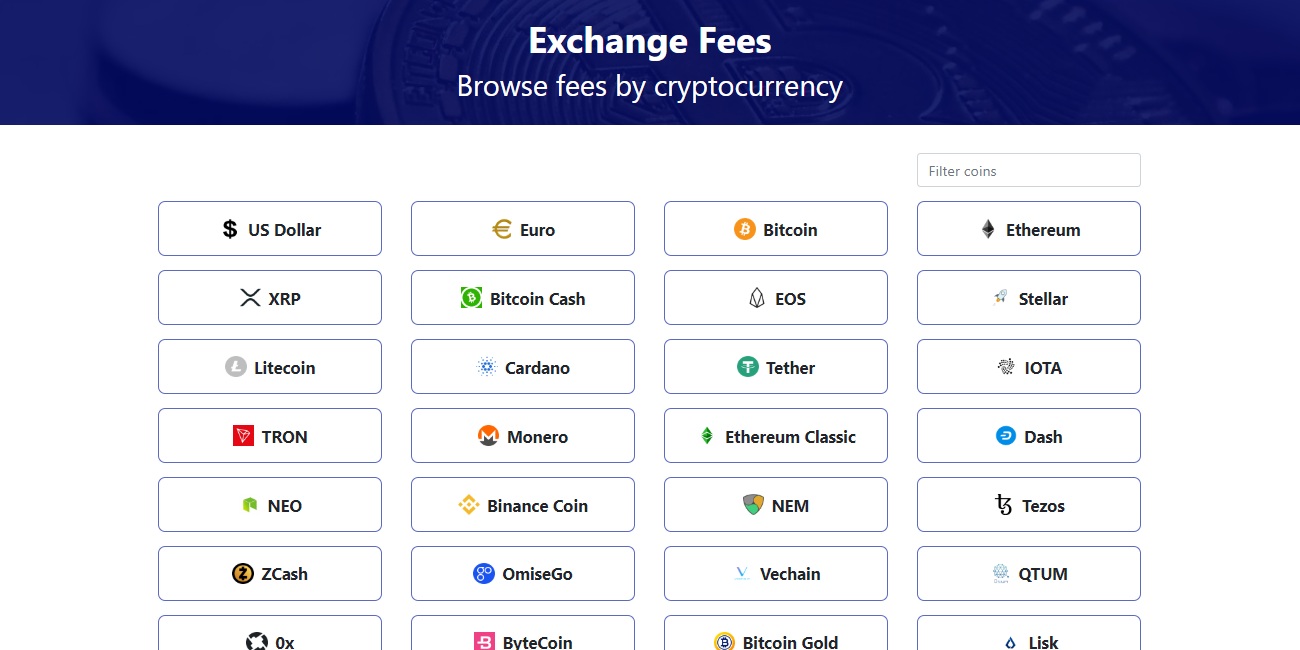 Exchange Fees
Browse fees by cryptocurrency
Filter coins
US Dollar
Euro
Bitcoin
Ethereum
XRP
Bitcoin Cash
EOS
Stellar
Litecoin
Cardano
Tether
IOTA
TRON
Monero
Ethereum Classic
Dash
NEO
Binance Coin
NEM
Tezos
ZCash
OmiseGo
Vechain
QTUM
0x
ByteCoin
Bitcoin Gold
Lisk